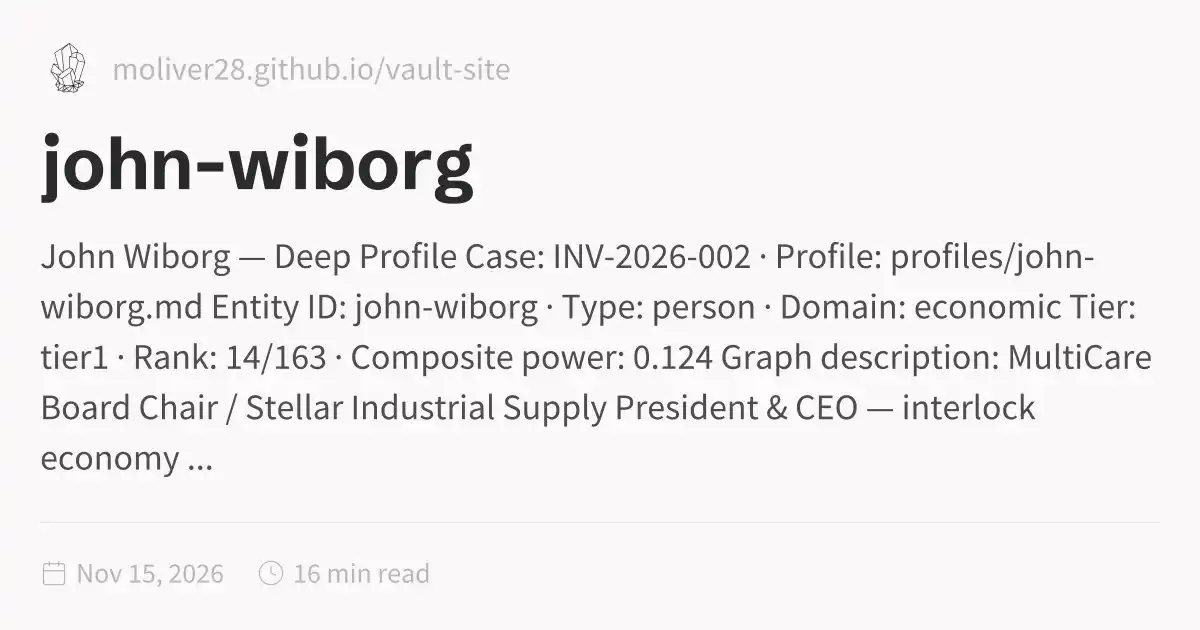 moliver28.github.io/vault-site
john-wiborg
John Wiborg — Deep Profile Case: INV-2026-002 · Profile: profiles/john-
wiborg.md Entity ID: john-wiborg · Type: person · Domain: economic Tier:
tier1 · Rank: 14/163 · Composite power: 0.124 Graph description: MultiCare
Board Chair / Stellar Industrial Supply President & CEO — interlock
economy ...
Nov 15, 2026 16 min read